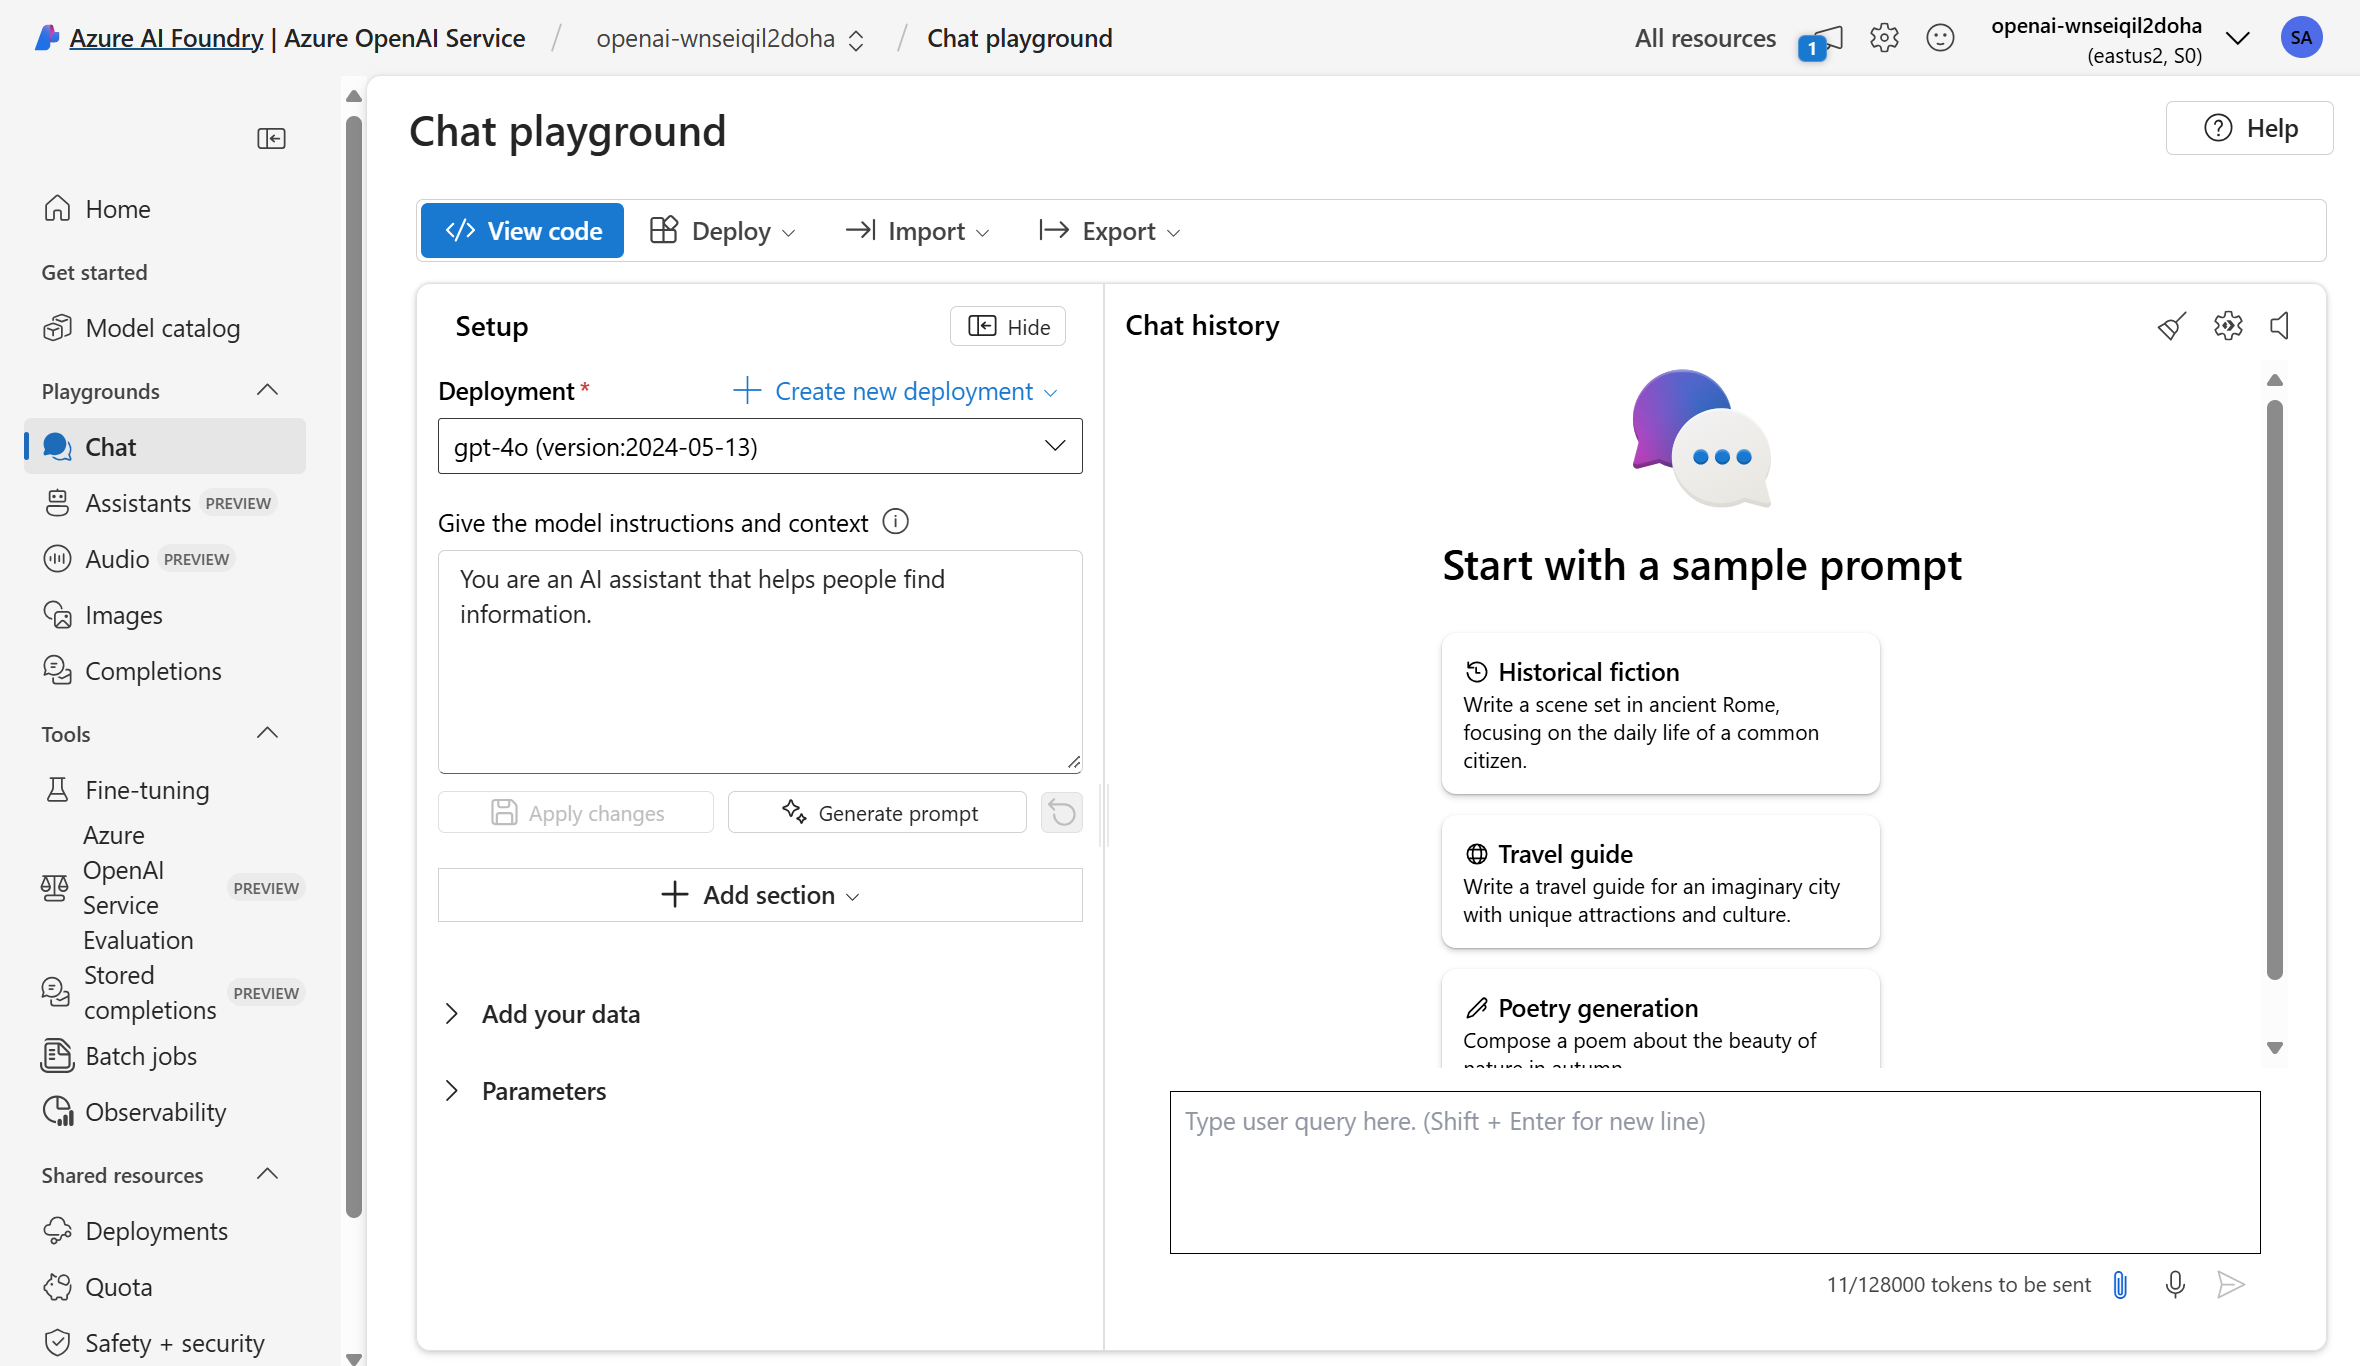 Azure AI Foundry | Azure OpenAI Service / openai-wnseiqil2doha / Chat playground
All resources
1
openai-wnseiqil2doha
(eastus2, S0)
SA
Home
Get started
Model catalog
Playgrounds
Chat
Assistants PREVIEW
Audio PREVIEW
Images
Completions
Tools
Fine-tuning
Azure
OpenAI
Service
Evaluation
PREVIEW
Stored
completions
PREVIEW
Batch jobs
Observability
Shared resources
Deployments
Quota
Safety + security
Chat playground
Help
View code
Deploy
Import
Export
Setup
Hide
Deployment *
Create new deployment
gpt-4o (version:2024-05-13)
Give the model instructions and context
You are an AI assistant that helps people find
information.
Apply changes
Generate prompt
Add section
Add your data
Parameters
Chat history
Start with a sample prompt
Historical fiction
Write a scene set in ancient Rome,
focusing on the daily life of a common
citizen.
Travel guide
Write a travel guide for an imaginary city
with unique attractions and culture.
Poetry generation
Compose a poem about the beauty of
nature in autumn
Type user query here. (Shift + Enter for new line)
11/128000 tokens to be sent